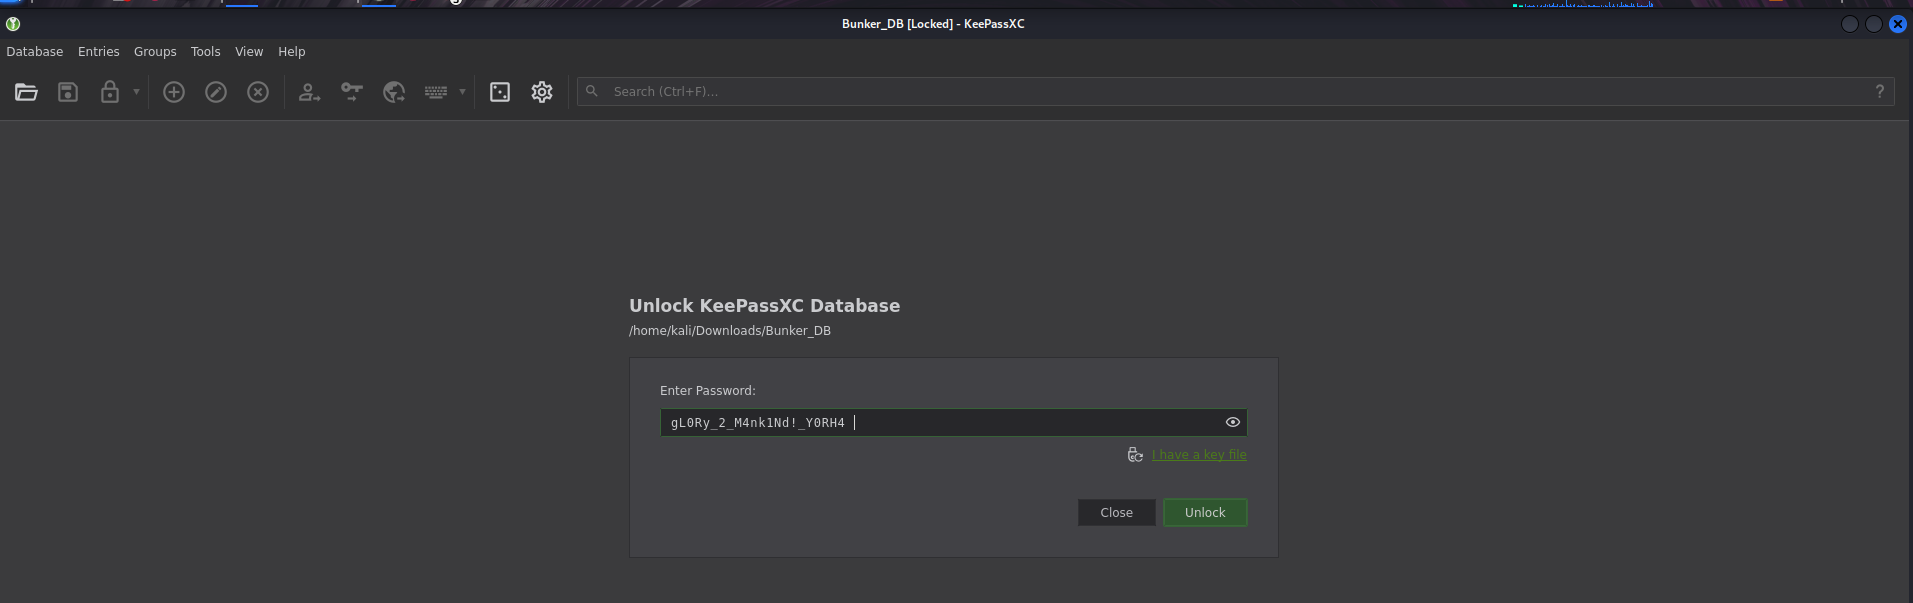 Bunker_DB [Locked] - KeePassXC
Database Entries Groups Tools View Help
Search (Ctrl+F)...
?
Unlock KeePassXC Database
/home/kali/Downloads/Bunker_DB
Enter Password:
gL0Ry_2_M4nk1Nd!_Y0RH4
I have a key file
Close Unlock